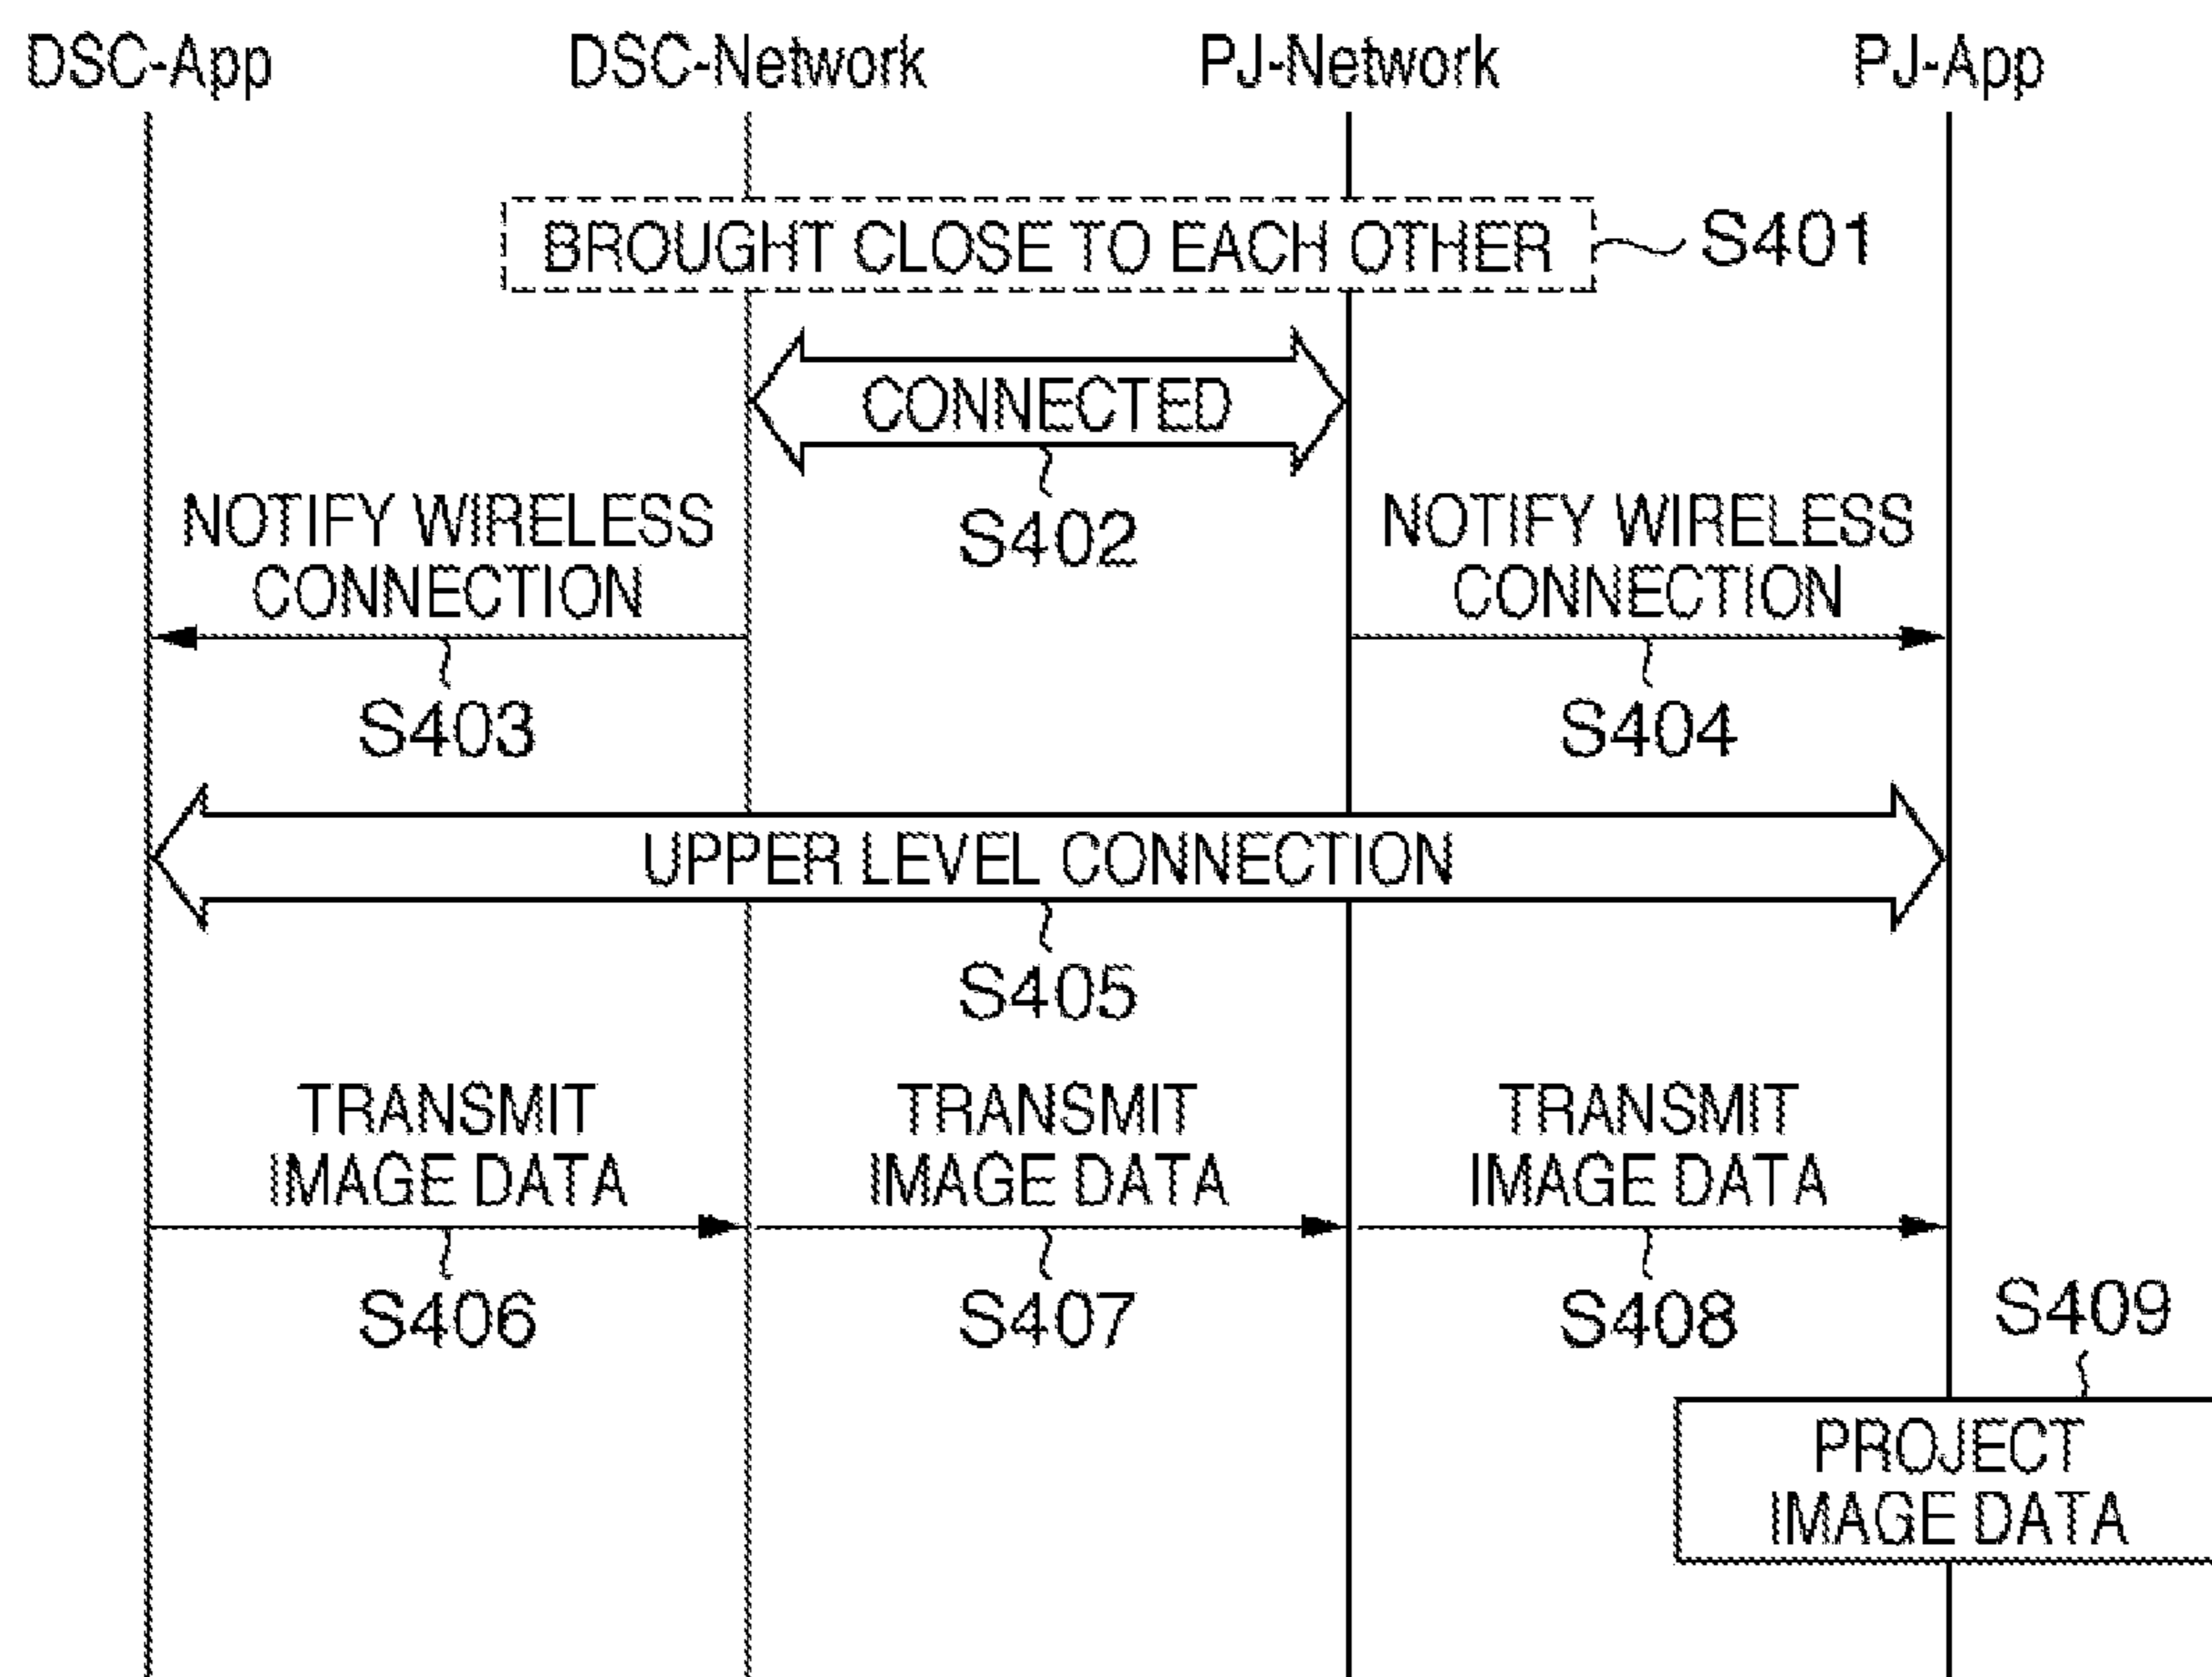 DSC-App DSC-Network PJ-Network PJ-App
BROUGHT CLOSE TO EACH OTHER S401
CONNECTED
S402
NOTIFY WIRELESS
CONNECTION
S403
NOTIFY WIRELESS
CONNECTION
S404
UPPER LEVEL CONNECTION
S405
TRANSMIT
IMAGE DATA
S406
TRANSMIT
IMAGE DATA
S407
TRANSMIT
IMAGE DATA
S408
S409
PROJECT
IMAGE DATA